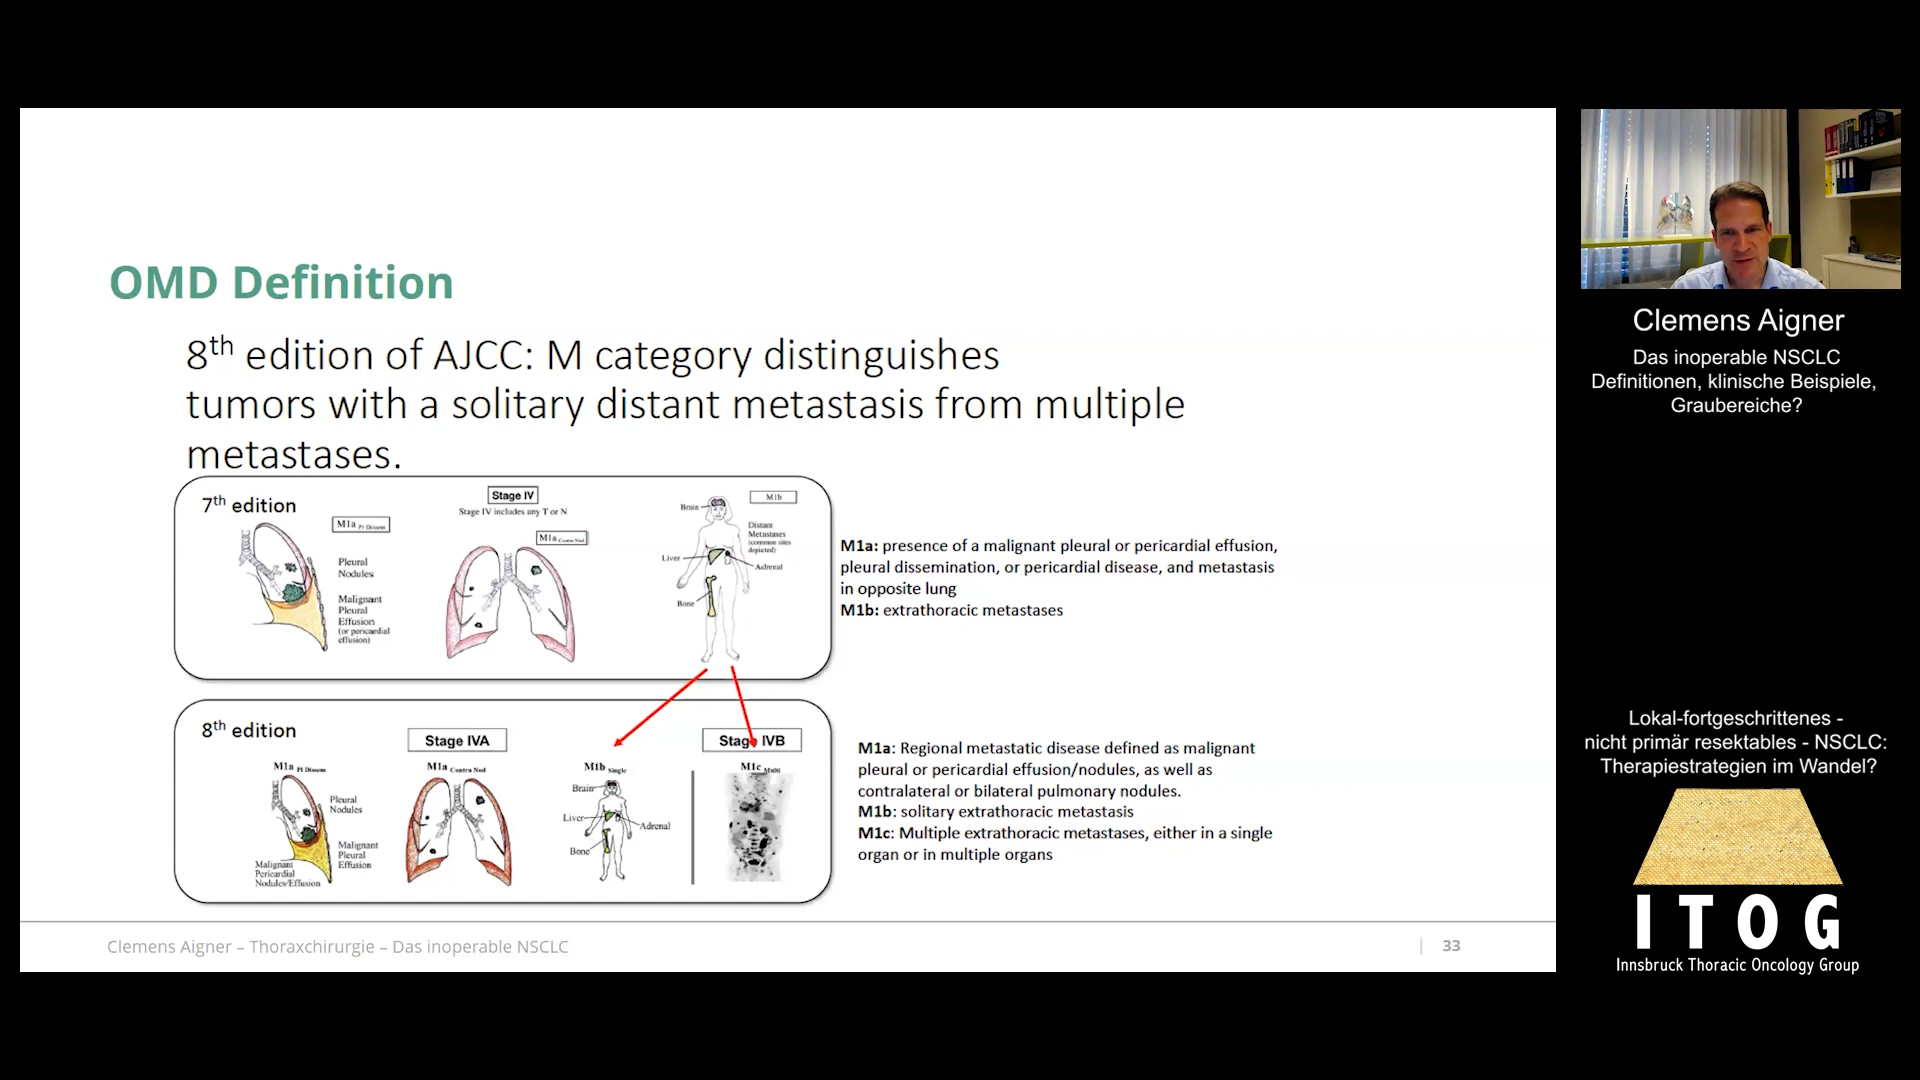 OMD Definition
8th edition of AJCC: M category distinguishes
tumors with a solitary distant metastasis from multiple
metastases.
7th edition
M1a Pl Dissem
Pleural
Nodules
Malignant
Pleural
Effusion
(or pericardial
effusion)
Stage IV
Stage IV includes any T or N
M1a Contra Nod
M1b
Brain
Distant
Metastases
(common sites
depicted)
Liver
Adrenal
Bone
M1a: presence of a malignant pleural or pericardial effusion,
pleural dissemination, or pericardial disease, and metastasis
in opposite lung
M1b: extrathoracic metastases
8th edition
Stage IVA
Stage IVB
M1a Pl Dissem
Pleural
Nodules
Malignant
Pleural
Effusion
Malignant
Pericardial
Nodules/Effusion
M1a Contra Nod
M1b Single
Brain
Liver
Adrenal
Bone
M1c Multi
M1a: Regional metastatic disease defined as malignant
pleural or pericardial effusion/nodules, as well as
contralateral or bilateral pulmonary nodules.
M1b: solitary extrathoracic metastasis
M1c: Multiple extrathoracic metastases, either in a single
organ or in multiple organs
Clemens Aigner – Thoraxchirurgie – Das inoperable NSCLC
| 33
Clemens Aigner
Das inoperable NSCLC
Definitionen, klinische Beispiele,
Graubereiche?
Lokal-fortgeschrittenes -
nicht primär resektables - NSCLC:
Therapiestrategien im Wandel?
ITOG
Innsbruck Thoracic Oncology Group